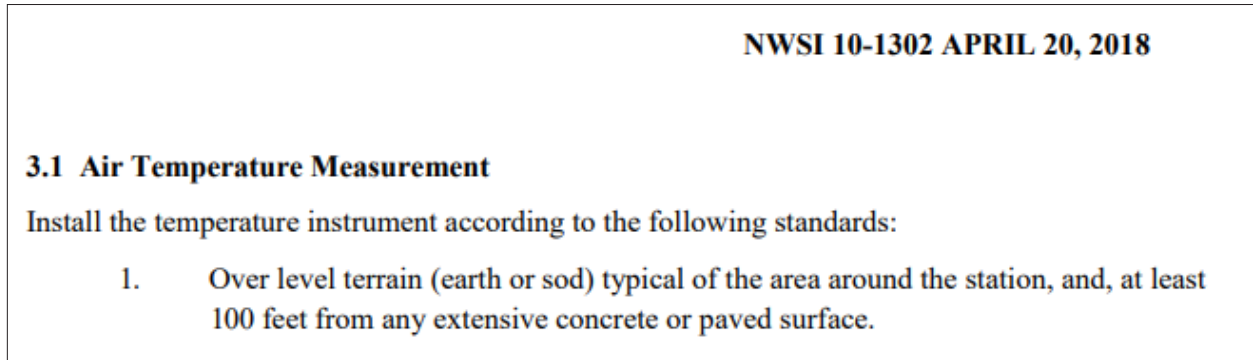 NWSI 10-1302 APRIL 20, 2018
3.1 Air Temperature Measurement
Install the temperature instrument according to the following standards:
1. Over level terrain (earth or sod) typical of the area around the station, and, at least
100 feet from any extensive concrete or paved surface.